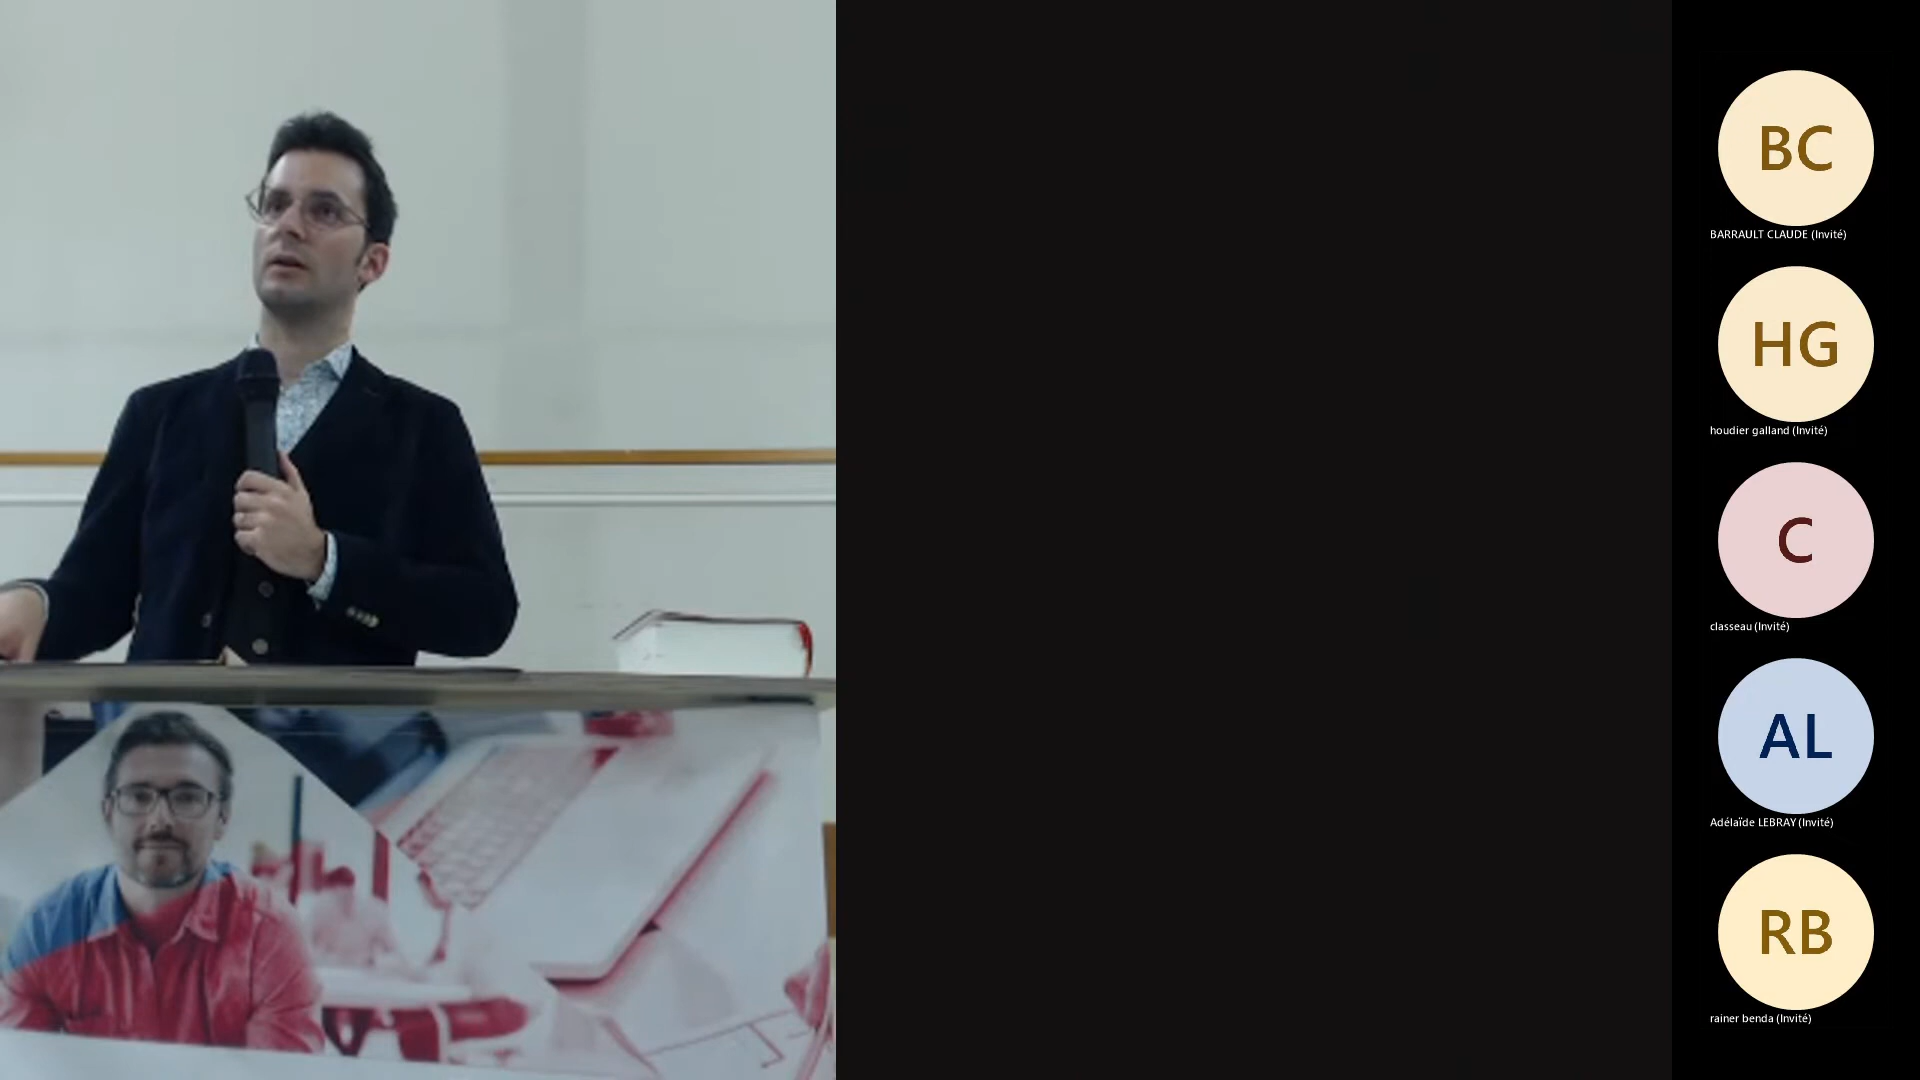 BC
BARRAULT CLAUDE (Invité)
HG
houdier galland (Invité)
C
classeau (Invité)
AL
Adélaïde LEBRAY (Invité)
RB
rainer benda (Invité)